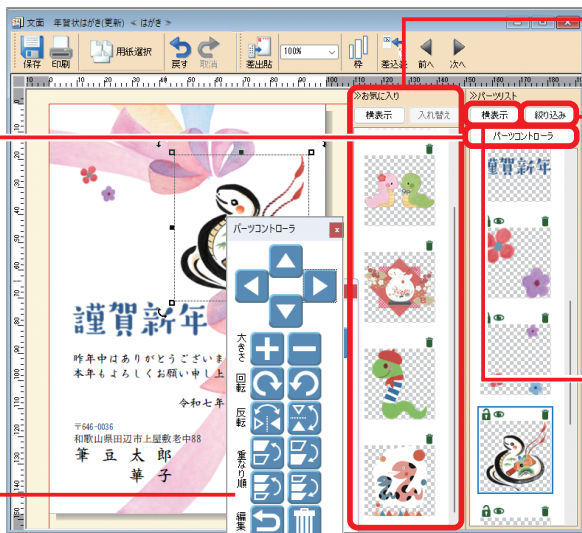 文面 年賀状はがき(更新) < はがき >
保存
印刷
用紙選択
戻す
取消
差出貼
100%
枠
差込み
前へ
次へ
≫お気に入り
横表示
入れ替え
≫パーツリスト
横表示
絞り込み
パーツコントローラ
謹賀新年
パーツコントローラ
x
大きさ
回転
反転
重なり順
編集
謹賀新年
昨年中はありがとうございま
本年もよろしくお願い申し上
令和七年
〒646-0036
和歌山県田辺市上屋敷老中88
筆 豆 太 郎
華 子